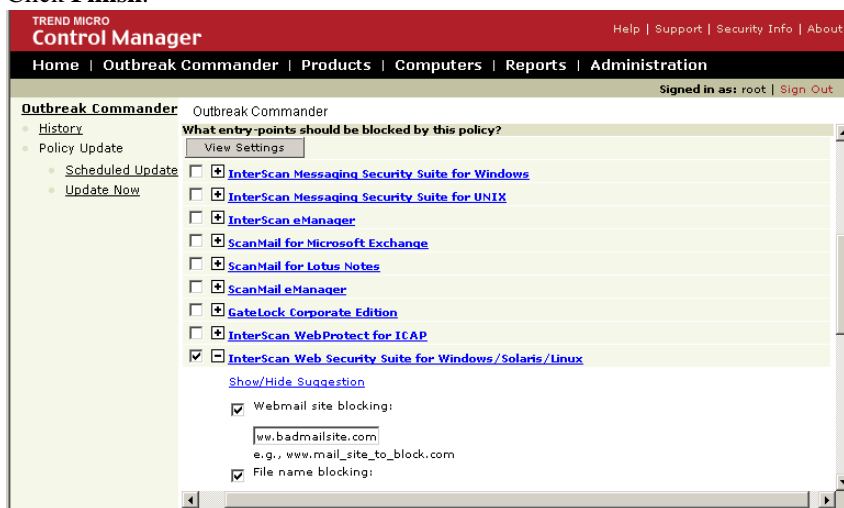 Click Finish.
TREND MICRO
Control Manager
Help | Support | Security Info | About
Home | Outbreak Commander | Products | Computers | Reports | Administration
Signed in as: root | Sign Out
Outbreak Commander
History
Policy Update
Scheduled Update
Update Now
Outbreak Commander
What entry-points should be blocked by this policy?
View Settings
InterScan Messaging Security Suite for Windows
InterScan Messaging Security Suite for UNIX
InterScan eManager
ScanMail for Microsoft Exchange
ScanMail for Lotus Notes
ScanMail eManager
GateLock Corporate Edition
InterScan WebProtect for ICAP
InterScan Web Security Suite for Windows/Solaris/Linux
Show/Hide Suggestion
Webmail site blocking:
ww.badmailsite.com
e.g., www.mail_site_to_block.com
File name blocking: